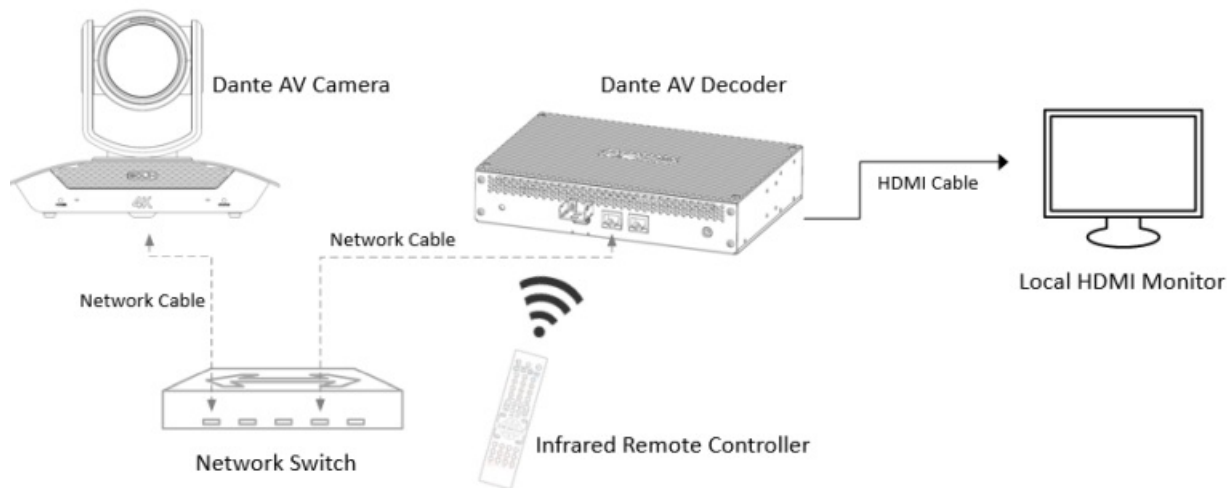 Dante AV Camera
Dante AV Decoder
HDMI Cable
Network Cable
4K
Local HDMI Monitor
Network Cable
Infrared Remote Controller
Network Switch